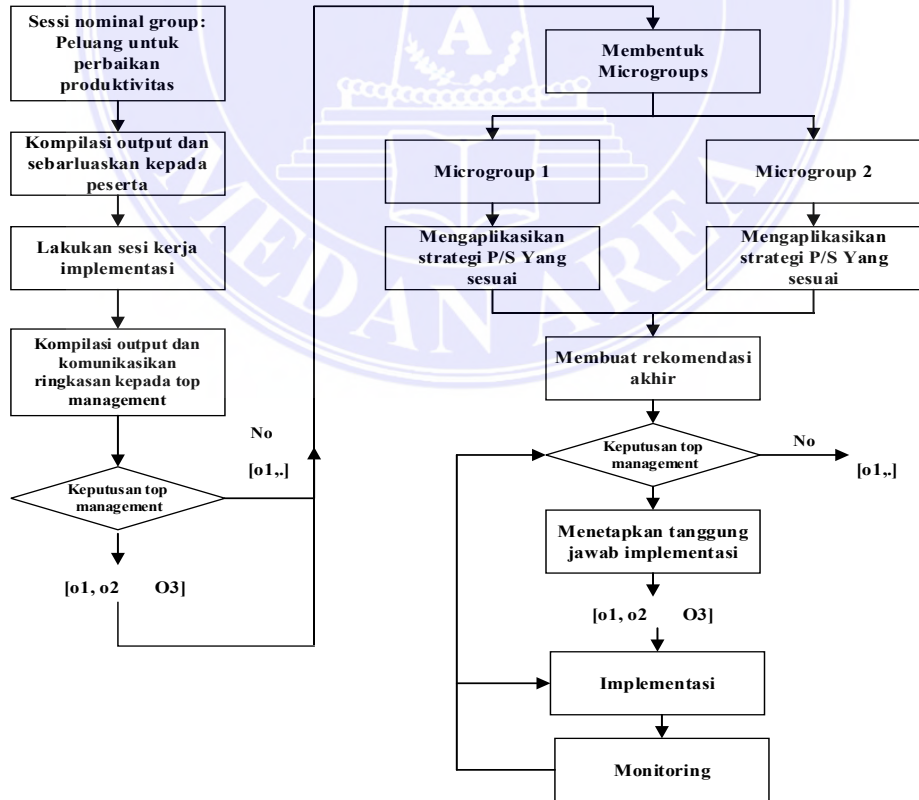 Sessi nominal group:
Peluang untuk
perbaikan
produktivitas
Kompilasi output dan
sebarluaskan kepada
peserta
Lakukan sesi kerja
implementasi
Kompilasi output dan
komunikasikan
ringkasan kepada top
management
No
[o1,.]
Keputusan top
management
[o1, o2 O3]
Membentuk
Microgroups
Microgroup 1
Microgroup 2
Mengaplikasikan
strategi P/S Yang
sesuai
Mengaplikasikan
strategi P/S Yang
sesuai
Membuat rekomendasi
akhir
Keputusan top
management
No
[o1,.]
Menetapkan tanggung
jawab implementasi
[o1, o2 O3]
Implementasi
Monitoring
A
MEDAN AREA